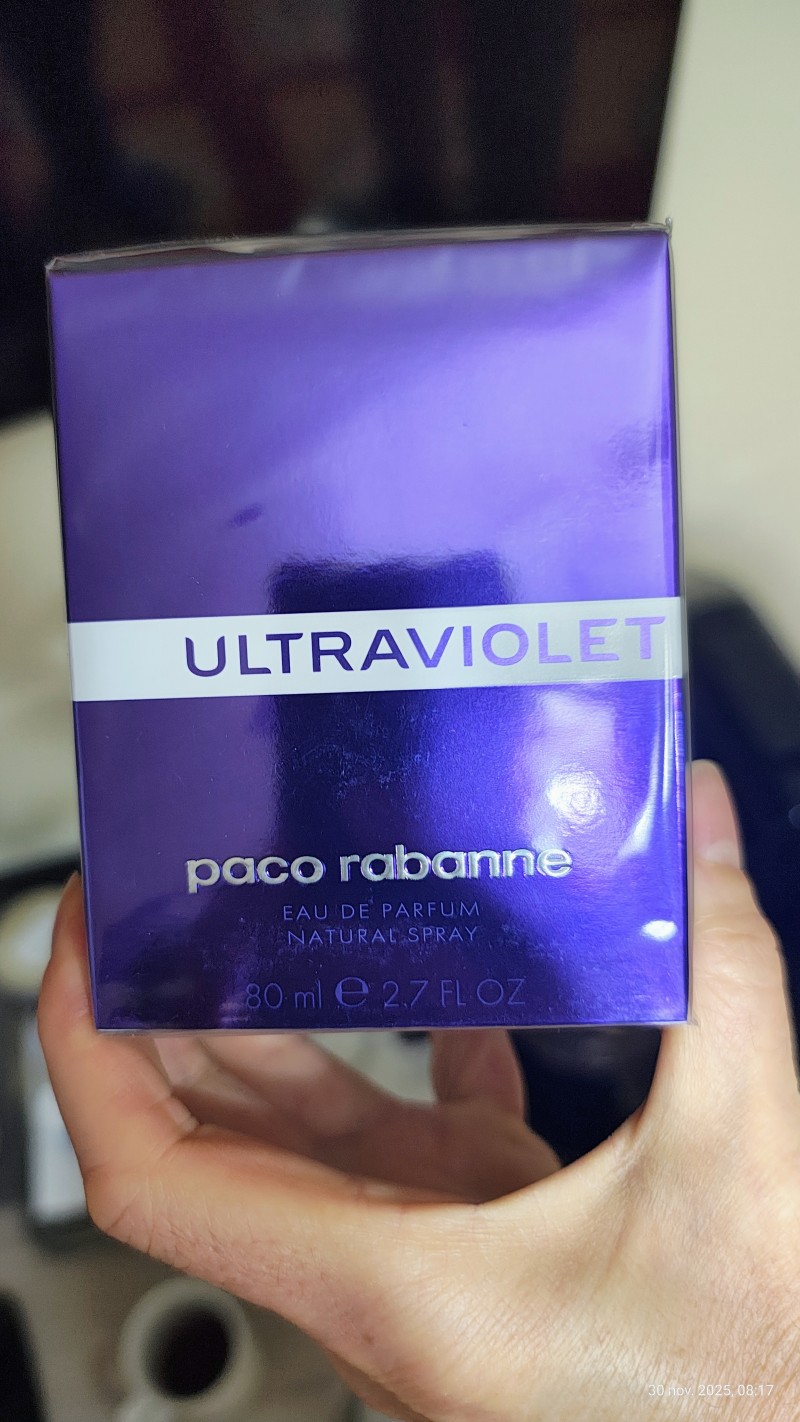 ULTRAVIOLET
paco rabanne
EAU DE PARFUM
NATURAL SPRAY
80 ml ℮ 2.7 FL OZ
30 nov. 2025, 08:17